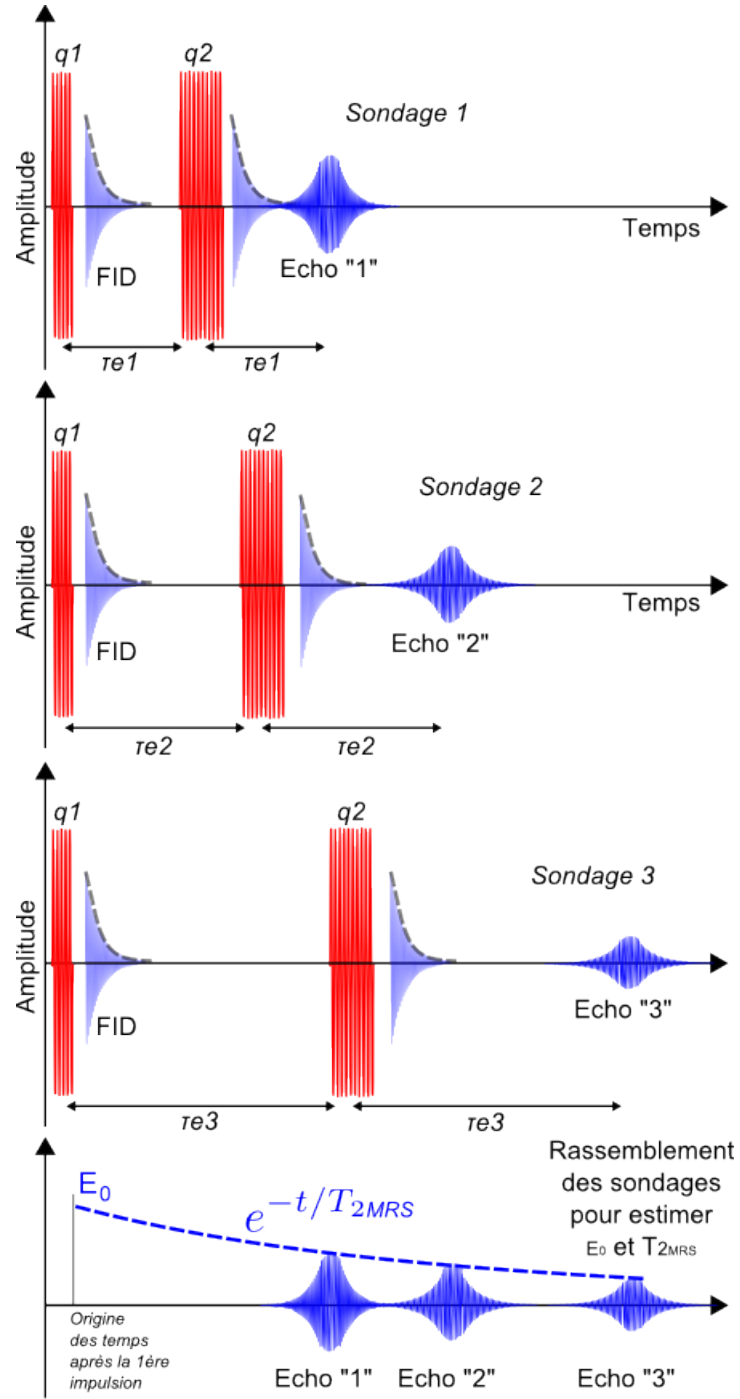 q1
q2
Sondage 1
Amplitude
Temps
FID
Echo "1"
τe1
τe1
q1
q2
Sondage 2
Amplitude
Temps
FID
Echo "2"
τe2
τe2
q1
q2
Sondage 3
Amplitude
FID
Echo "3"
τe3
τe3
Rassemblement
des sondages
pour estimer
E₀ et T₂MRS
E₀
e^{-t/T_{2MRS}}
Origine
des temps
après la 1ère
impulsion
Echo "1"
Echo "2"
Echo "3"